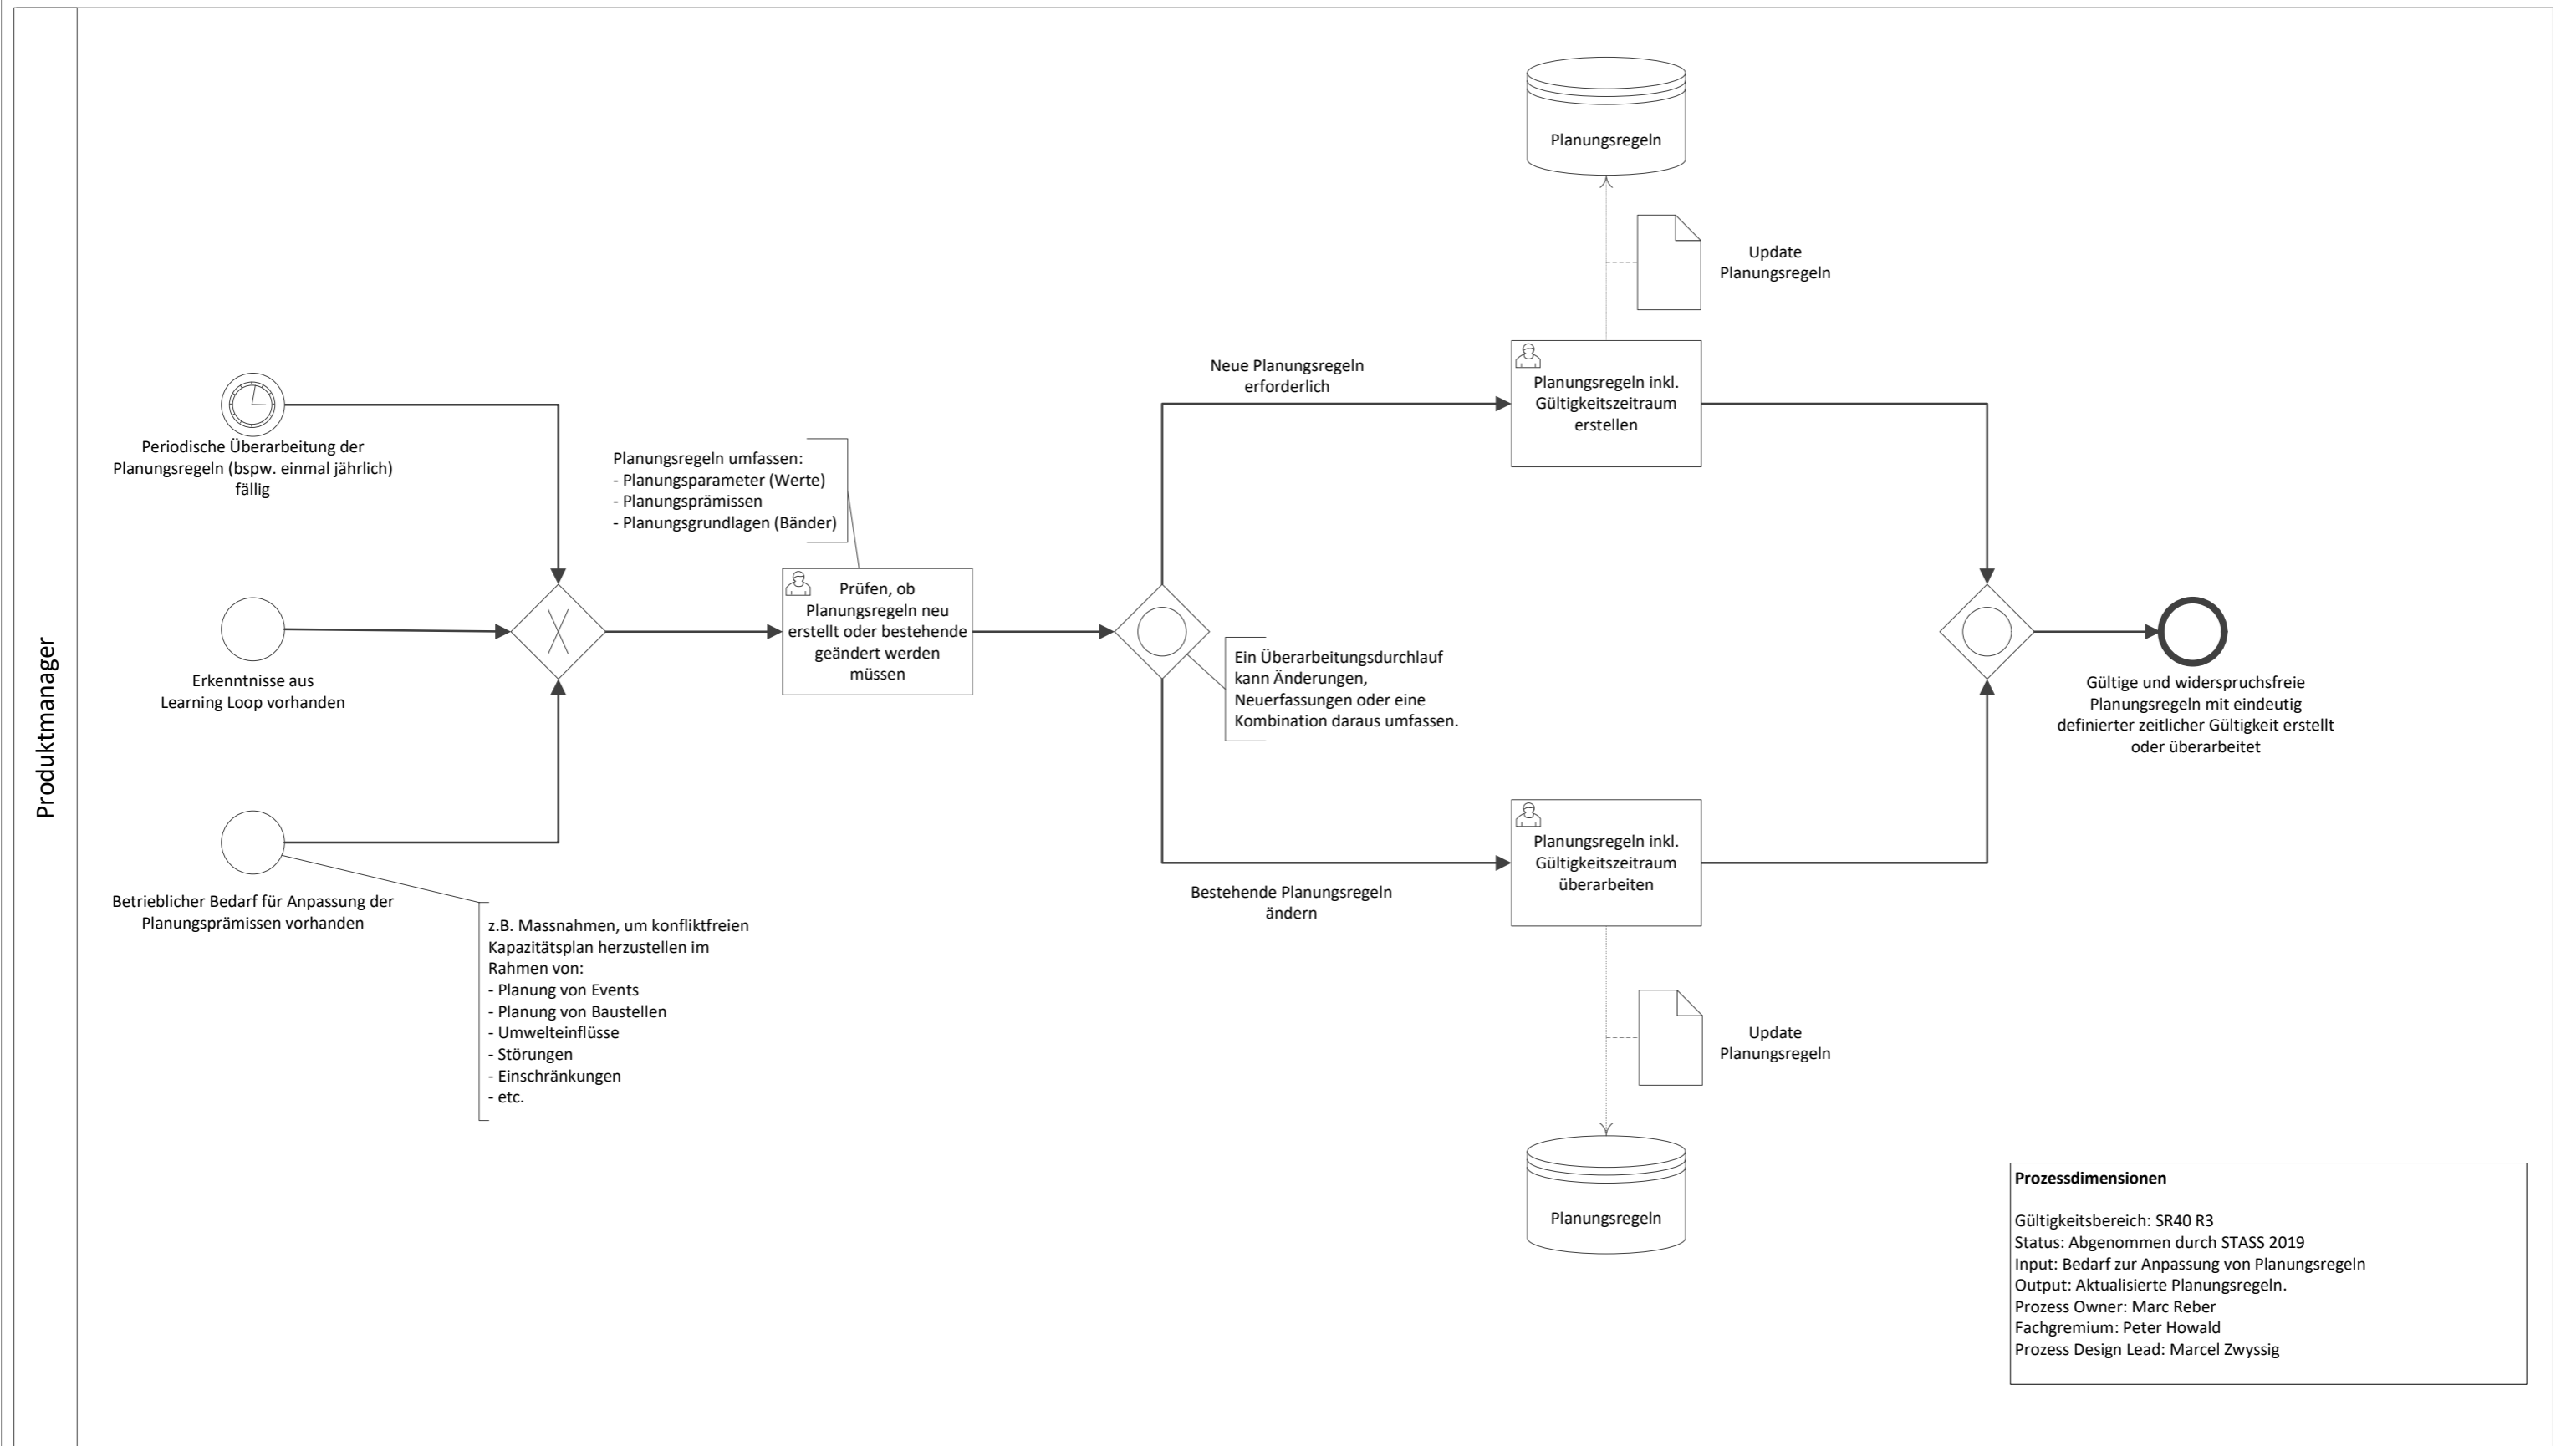 Produktmanager
Planungsregeln
Update
Planungsregeln
Neue Planungsregeln
erforderlich
Planungsregeln inkl.
Gültigkeitszeitraum
erstellen
Periodische Überarbeitung der
Planungsregeln (bspw. einmal jährlich)
fällig
Planungsregeln umfassen:
- Planungsparameter (Werte)
- Planungsprämissen
- Planungsgrundlagen (Bänder)
Prüfen, ob
Planungsregeln neu
erstellt oder bestehende
geändert werden
müssen
Erkenntnisse aus
Learning Loop vorhanden
Ein Überarbeitungsdurchlauf
kann Änderungen,
Neuerfassungen oder eine
Kombination daraus umfassen.
Gültige und widerspruchsfreie
Planungsregeln mit eindeutig
definierter zeitlicher Gültigkeit erstellt
oder überarbeitet
Betrieblicher Bedarf für Anpassung der
Planungsprämissen vorhanden
z.B. Massnahmen, um konfliktfreien
Kapazitätsplan herzustellen im
Rahmen von:
- Planung von Events
- Planung von Baustellen
- Umwelteinflüsse
- Störungen
- Einschränkungen
- etc.
Bestehende Planungsregeln
ändern
Planungsregeln inkl.
Gültigkeitszeitraum
überarbeiten
Update
Planungsregeln
Planungsregeln
Prozessdimensionen
Gültigkeitsbereich: SR40 R3
Status: Abgenommen durch STASS 2019
Input: Bedarf zur Anpassung von Planungsregeln
Output: Aktualisierte Planungsregeln.
Prozess Owner: Marc Reber
Fachgremium: Peter Howald
Prozess Design Lead: Marcel Zwyssig